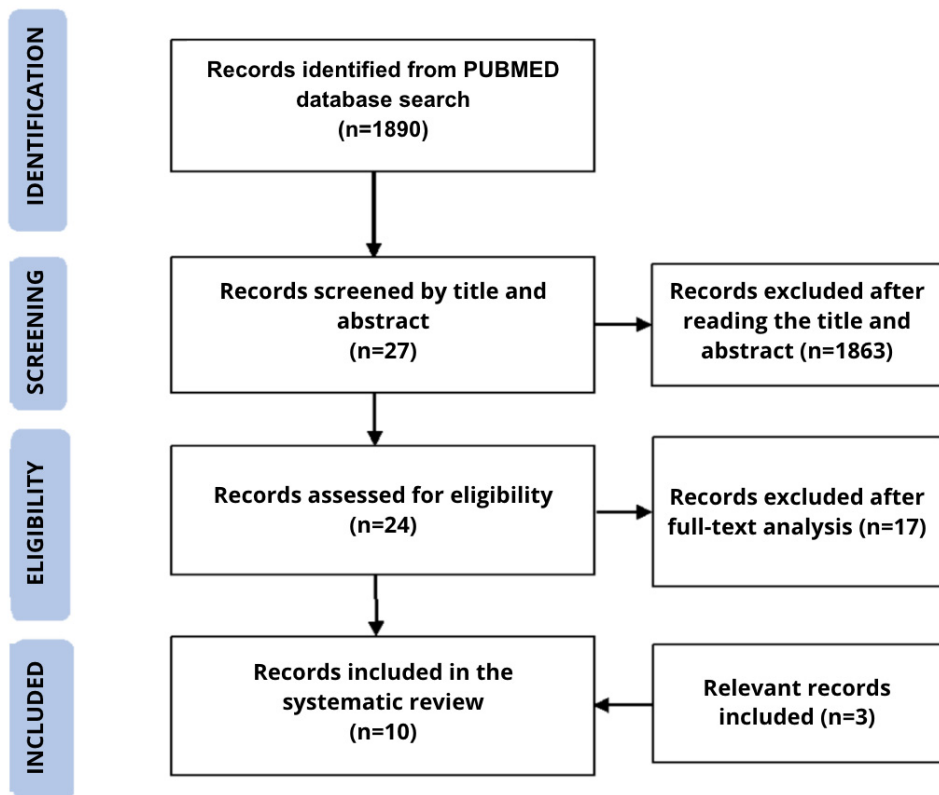 IDENTIFICATION
Records identified from PUBMED
database search
(n=1890)
SCREENING
Records screened by title and
abstract
(n=27)
Records excluded after
reading the title and
abstract (n=1863)
ELIGIBILITY
Records assessed for eligibility
(n=24)
Records excluded after
full-text analysis (n=17)
INCLUDED
Records included in the
systematic review
(n=10)
Relevant records
included (n=3)